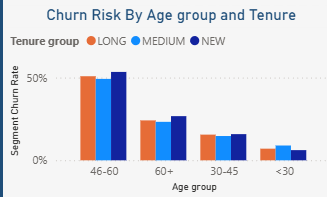 Churn Risk By Age group and Tenure
Tenure group LONG MEDIUM NEW
Segment Churn Rate
50%
0%
46-60 60+ 30-45 <30
Age group